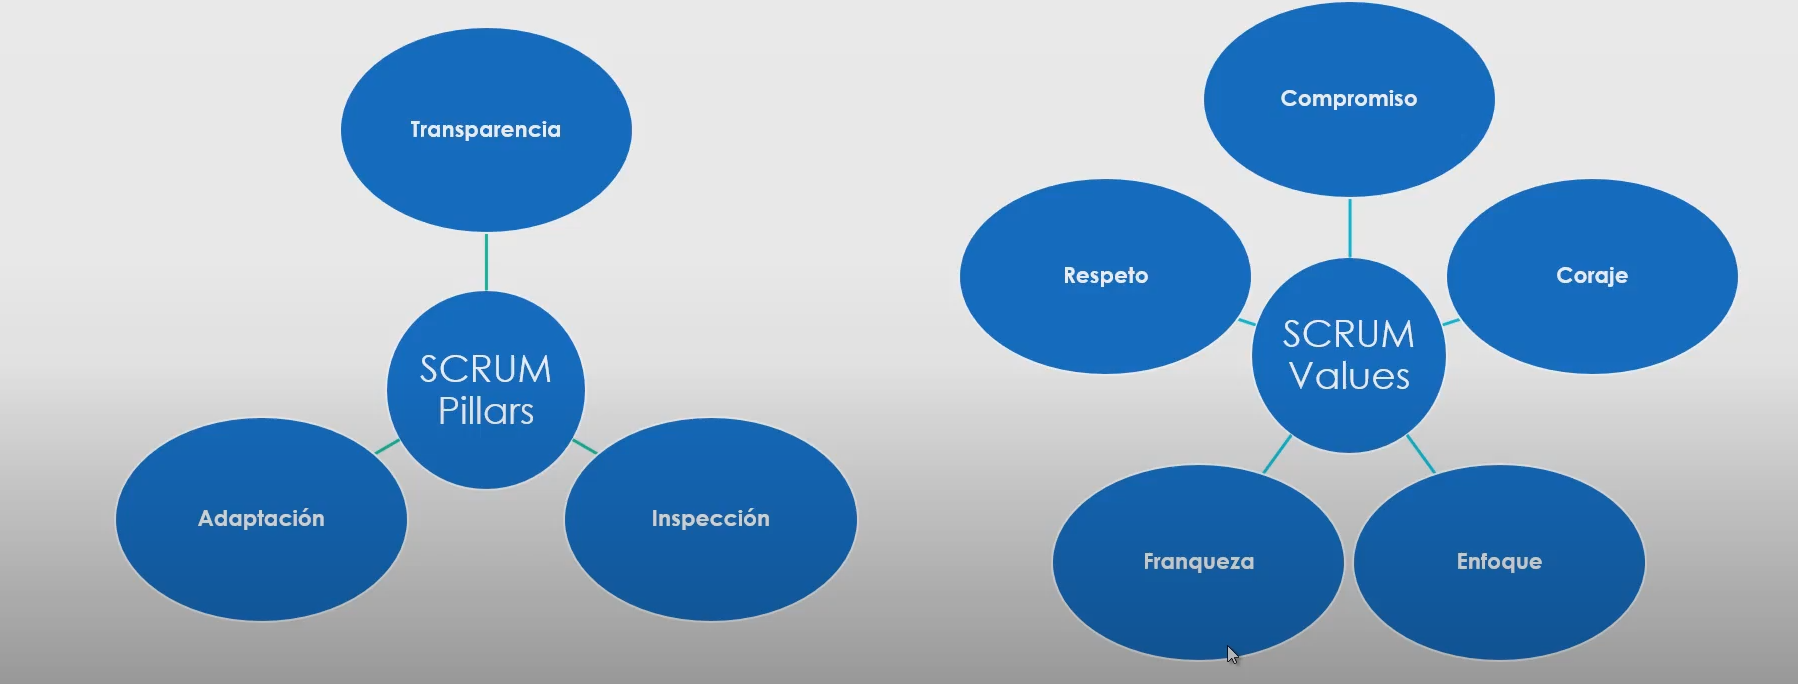 Transparencia
SCRUM
Pillars
Adaptación
Inspección
Compromiso
Respeto
Coraje
SCRUM
Values
Franqueza
Enfoque